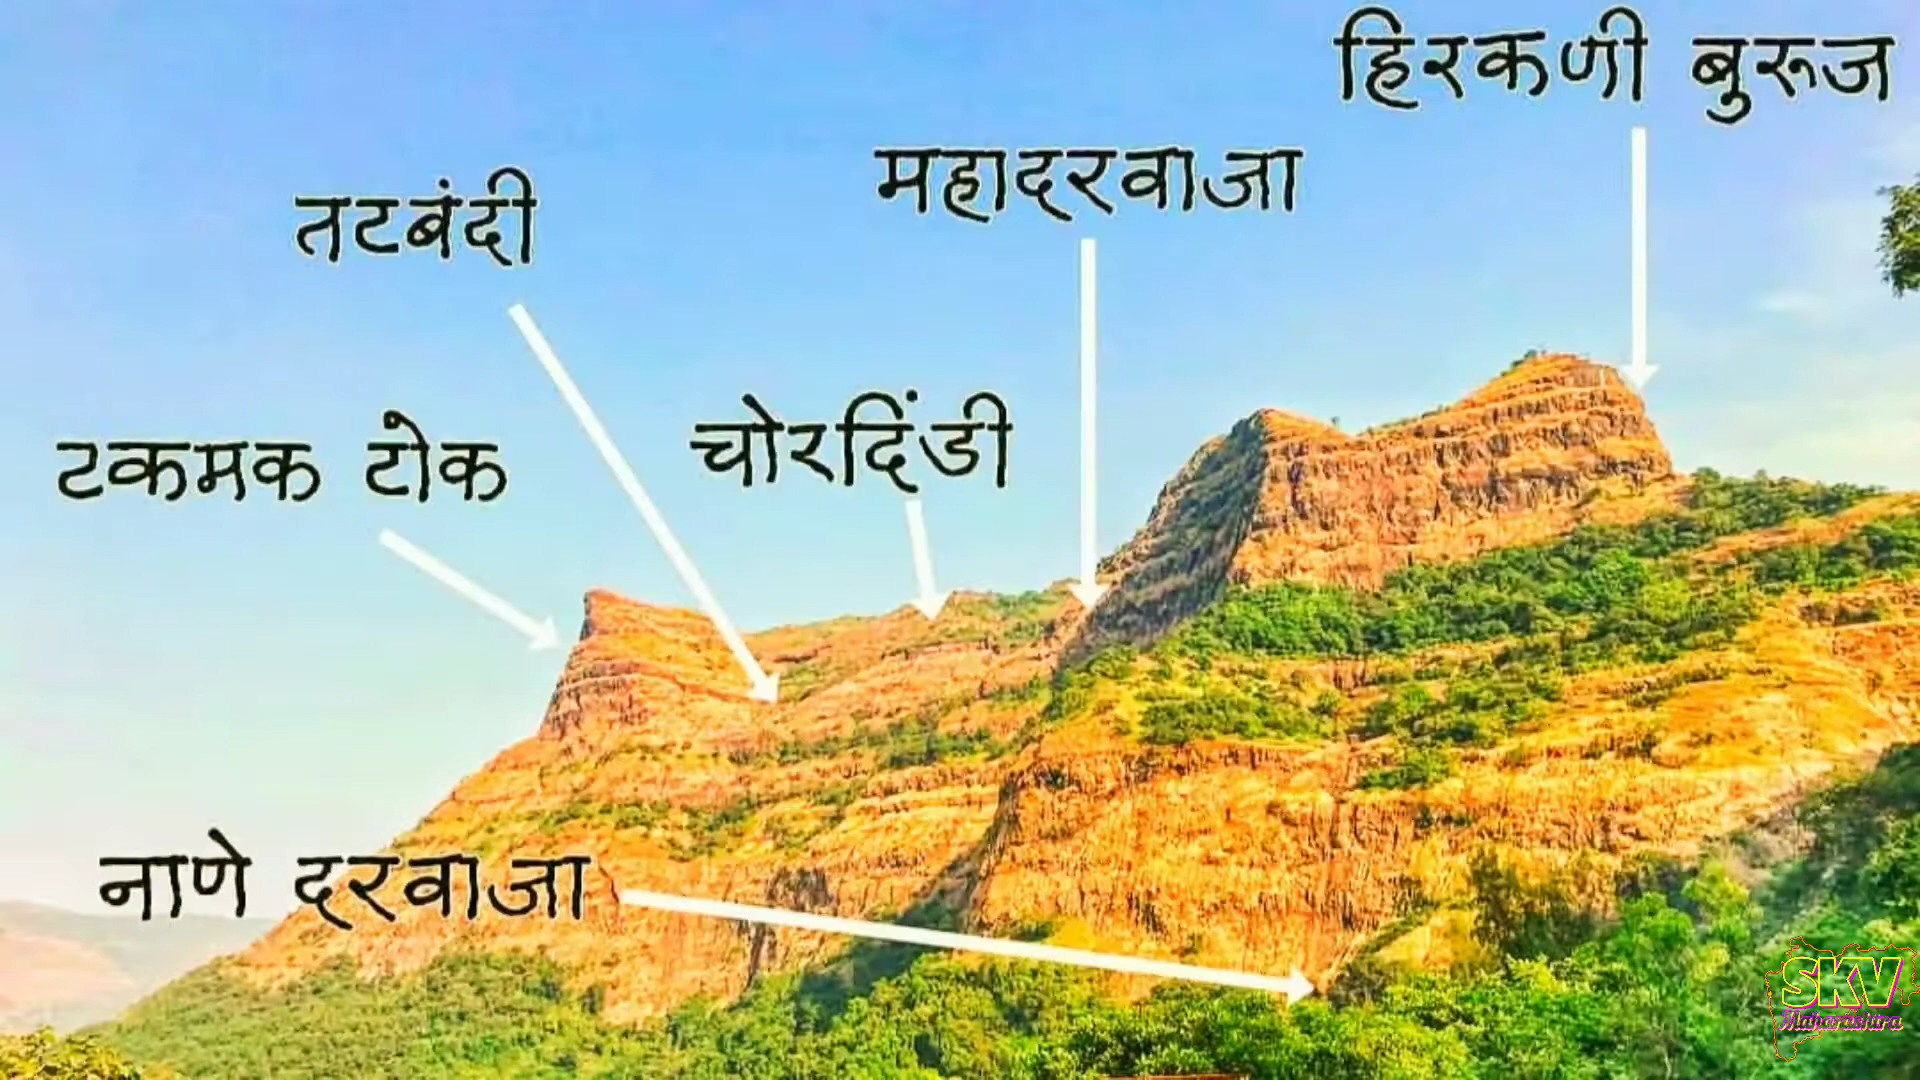 हिरकणी बुरूज
महादरवाजा
तटबंदी
चोरदिंडी
टकमक टोक
नाणे दरवाजा
SKV
Maharashtra